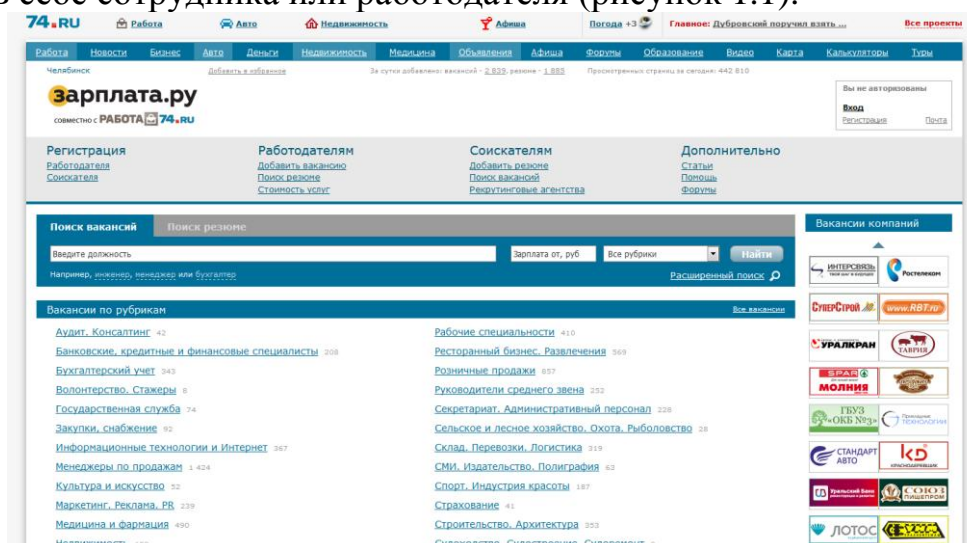 в себе сотрудника или работодателя (рисунок 1.1).
74.RU Работа Авто Недвижимость Афиша Погода +3 Главное: Дубровский поручил взять ... Все проекты
Работа Новости Бизнес Авто Деньги Недвижимость Медицина Объявления Афиша Форумы Образование Видео Карта Калькуляторы Туры
Челябинск Добавить в избранное За сутки добавлено: вакансий - 2 839, резюме - 1 883 Просмотренных страниц за сегодня: 442 810
Вы не авторизованы
зарплата.ру
Вход
совместно с РАБОТА 74.RU
Регистрация Почта
Регистрация Работодателям Соискателям Дополнительно
Работодателя Добавить вакансию Добавить резюме Статьи
Соискателя Поиск резюме Поиск вакансий Помощь
Стоимость услуг Рекрутинговые агентства Форумы
Поиск вакансий Поиск резюме Вакансии компаний
Введите должность Зарплата от, руб Все рубрики Найти
Например, инженер, менеджер или бухгалтер Расширенный поиск
ИНТЕРСВЯЗЬ Ростелеком
Вакансии по рубрикам Все вакансии
СУПЕРСТРОЙ www.RBT.ru
Аудит. Консалтинг 42 Рабочие специальности 410
Банковские, кредитные и финансовые специалисты 208 Ресторанный бизнес. Развлечения 569
УРАЛКРАН ТАВРИЯ
Бухгалтерский учет 343 Розничные продажи 857
SPAR МОЛНИЯ
Волонтерство. Стажеры 8 Руководители среднего звена 252
Государственная служба 74 Секретариат. Административный персонал 228
ГБУЗ «ОКБ №3»
Закупки, снабжение 92 Сельское и лесное хозяйство. Охота. Рыболовство 28
Информационные технологии и Интернет 367 Склад. Перевозки. Логистика 319
СТАНДАРТ АВТО КРАСНОДЕРЕВЩИК
Менеджеры по продажам 1 424 СМИ. Издательство. Полиграфия 63
Культура и искусство 52 Спорт. Индустрия красоты 187
Уральский Банк СОЮЗ ПИЩЕПРОМ
Маркетинг. Реклама. PR 239 Страхование 41
Медицина и фармация 490 Строительство. Архитектура 353
ЛОТОС
Недвижимость Судоходство. Судостроение. Судоремонт